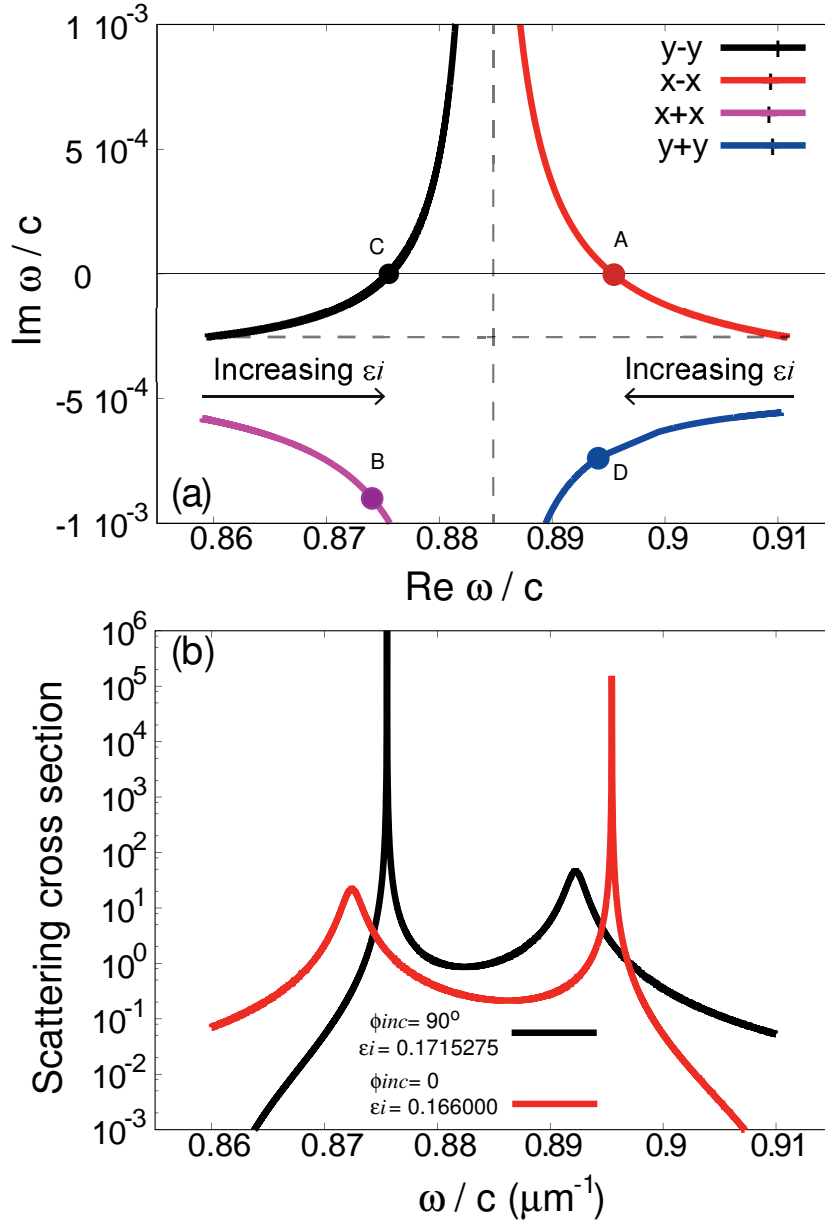 1 10⁻³
5 10⁻⁴
0
-5 10⁻⁴
-1 10⁻³
Im ω / c
y-y
x-x
x+x
y+y
C
A
Increasing εi
Increasing εi
B
D
(a)
0.86 0.87 0.88 0.89 0.9 0.91
Re ω / c
(b)
10⁶
10⁵
10⁴
10³
10²
10¹
10⁰
10⁻¹
10⁻²
10⁻³
Scattering cross section
ϕinc= 90º
εi = 0.1715275
ϕinc= 0
εi = 0.166000
0.86 0.87 0.88 0.89 0.9 0.91
ω / c (μm⁻¹)